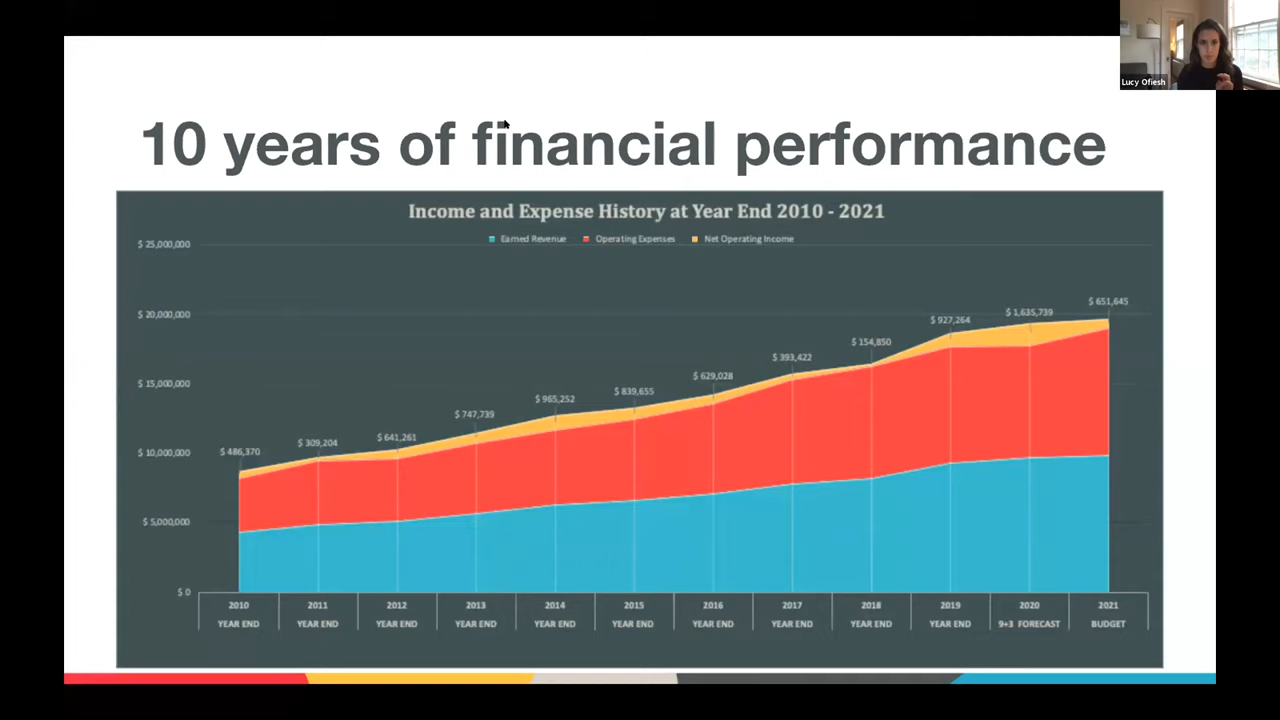 Lucy Ofiesh
10 years of financial performance
Income and Expense History at Year End 2010 - 2021
Earned Revenue Operating Expenses Net Operating Income
$ 25,000,000
$ 20,000,000
$ 15,000,000
$ 10,000,000
$ 5,000,000
$ 0
$ 486,370 $ 309,204 $ 641,261 $ 747,739 $ 965,252 $ 839,655 $ 629,028 $ 393,422 $ 154,850 $ 927,264 $ 1,635,739 $ 651,645
2010 2011 2012 2013 2014 2015 2016 2017 2018 2019 2020 2021
YEAR END YEAR END YEAR END YEAR END YEAR END YEAR END YEAR END YEAR END YEAR END YEAR END 9+3 FORECAST BUDGET